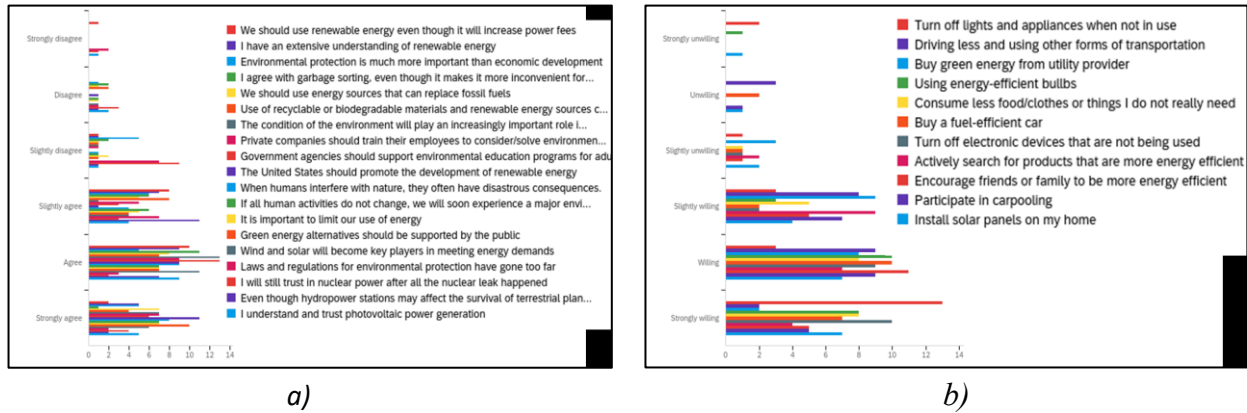 Strongly disagree
Disagree
Slightly disagree
Slightly agree
Agree
Strongly agree
0 2 4 6 8 10 12 14
We should use renewable energy even though it will increase power fees
I have an extensive understanding of renewable energy
Environmental protection is much more important than economic development
I agree with garbage sorting, even though it makes it more inconvenient for...
We should use energy sources that can replace fossil fuels
Use of recyclable or biodegradable materials and renewable energy sources c...
The condition of the environment will play an increasingly important role i...
Private companies should train their employees to consider/solve environmen...
Government agencies should support environmental education programs for adu
The United States should promote the development of renewable energy
When humans interfere with nature, they often have disastrous consequences.
If all human activities do not change, we will soon experience a major envi...
It is important to limit our use of energy
Green energy alternatives should be supported by the public
Wind and solar will become key players in meeting energy demands
Laws and regulations for environmental protection have gone too far
I will still trust in nuclear power after all the nuclear leak happened
Even though hydropower stations may affect the survival of terrestrial plan...
I understand and trust photovoltaic power generation
a)
Strongly unwilling
Unwilling
Slightly unwilling
Slightly willing
Willing
Strongly willing
0 2 4 6 8 10 12 14
Turn off lights and appliances when not in use
Driving less and using other forms of transportation
Buy green energy from utility provider
Using energy-efficient bullbs
Consume less food/clothes or things I do not really need
Buy a fuel-efficient car
Turn off electronic devices that are not being used
Actively search for products that are more energy efficient
Encourage friends or family to be more energy efficient
Participate in carpooling
Install solar panels on my home
b)